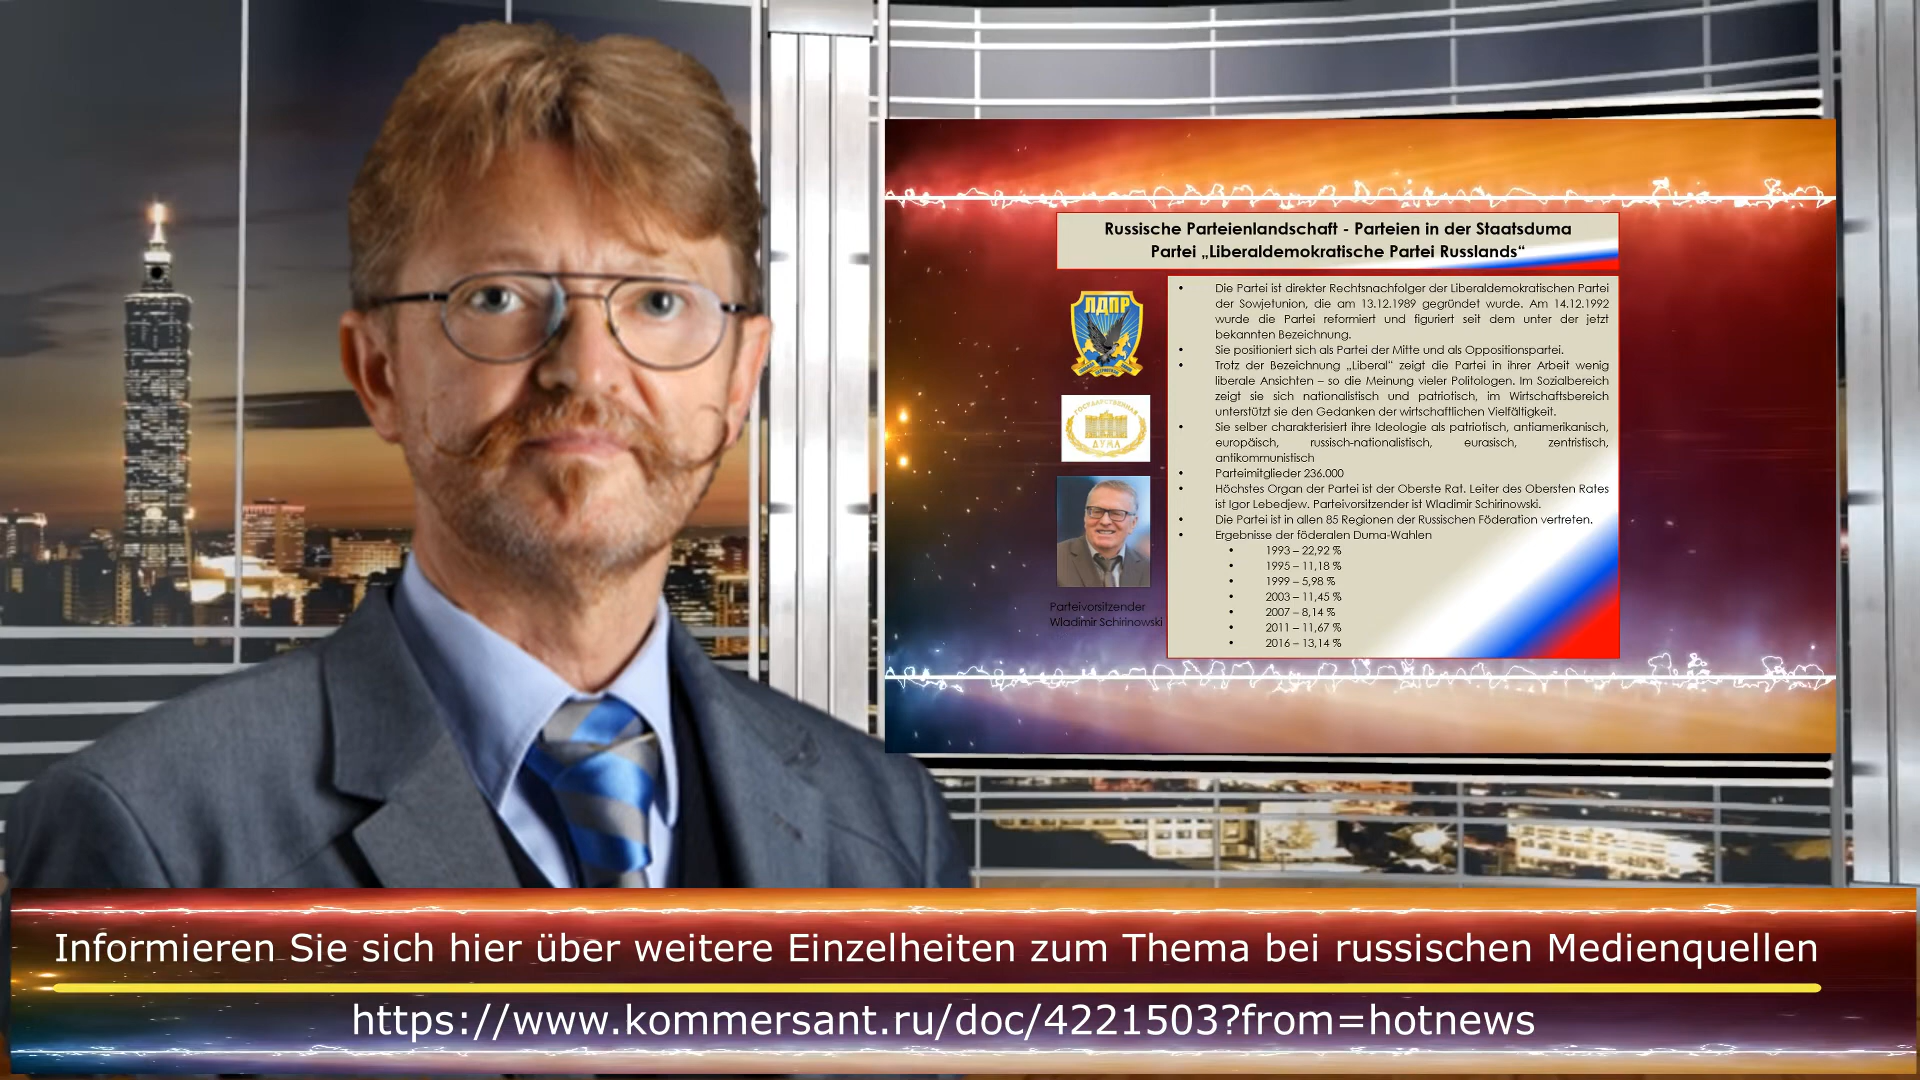 Russische Parteienlandschaft - Parteien in der Staatsduma
Partei „Liberaldemokratische Partei Russlands“
ЛДПР
ГОСУДАРСТВЕННАЯ
ДУМА
Parteivorsitzender
Wladimir Schirinowski
• Die Partei ist direkter Rechtsnachfolger der Liberaldemokratischen Partei
der Sowjetunion, die am 13.12.1989 gegründet wurde. Am 14.12.1992
wurde die Partei reformiert und figuriert seit dem unter der jetzt
bekannten Bezeichnung.
• Sie positioniert sich als Partei der Mitte und als Oppositionspartei.
• Trotz der Bezeichnung „Liberal“ zeigt die Partei in ihrer Arbeit wenig
liberale Ansichten – so die Meinung vieler Politologen. Im Sozialbereich
zeigt sie sich nationalistisch und patriotisch, im Wirtschaftsbereich
unterstützt sie den Gedanken der wirtschaftlichen Vielfältigkeit.
• Sie selber charakterisiert ihre Ideologie als patriotisch, antiamerikanisch,
europäisch, russisch-nationalistisch, eurasisch, zentristisch,
antikommunistisch
• Parteimitglieder 236.000
• Höchstes Organ der Partei ist der Oberste Rat. Leiter des Obersten Rates
ist Igor Lebedjew. Parteivorsitzender ist Wladimir Schirinowski.
• Die Partei ist in allen 85 Regionen der Russischen Föderation vertreten.
• Ergebnisse der föderalen Duma-Wahlen
• 1993 – 22,92 %
• 1995 – 11,18 %
• 1999 – 5,98 %
• 2003 – 11,45 %
• 2007 – 8,14 %
• 2011 – 11,67 %
• 2016 – 13,14 %
Informieren Sie sich hier über weitere Einzelheiten zum Thema bei russischen Medienquellen
https://www.kommersant.ru/doc/4221503?from=hotnews